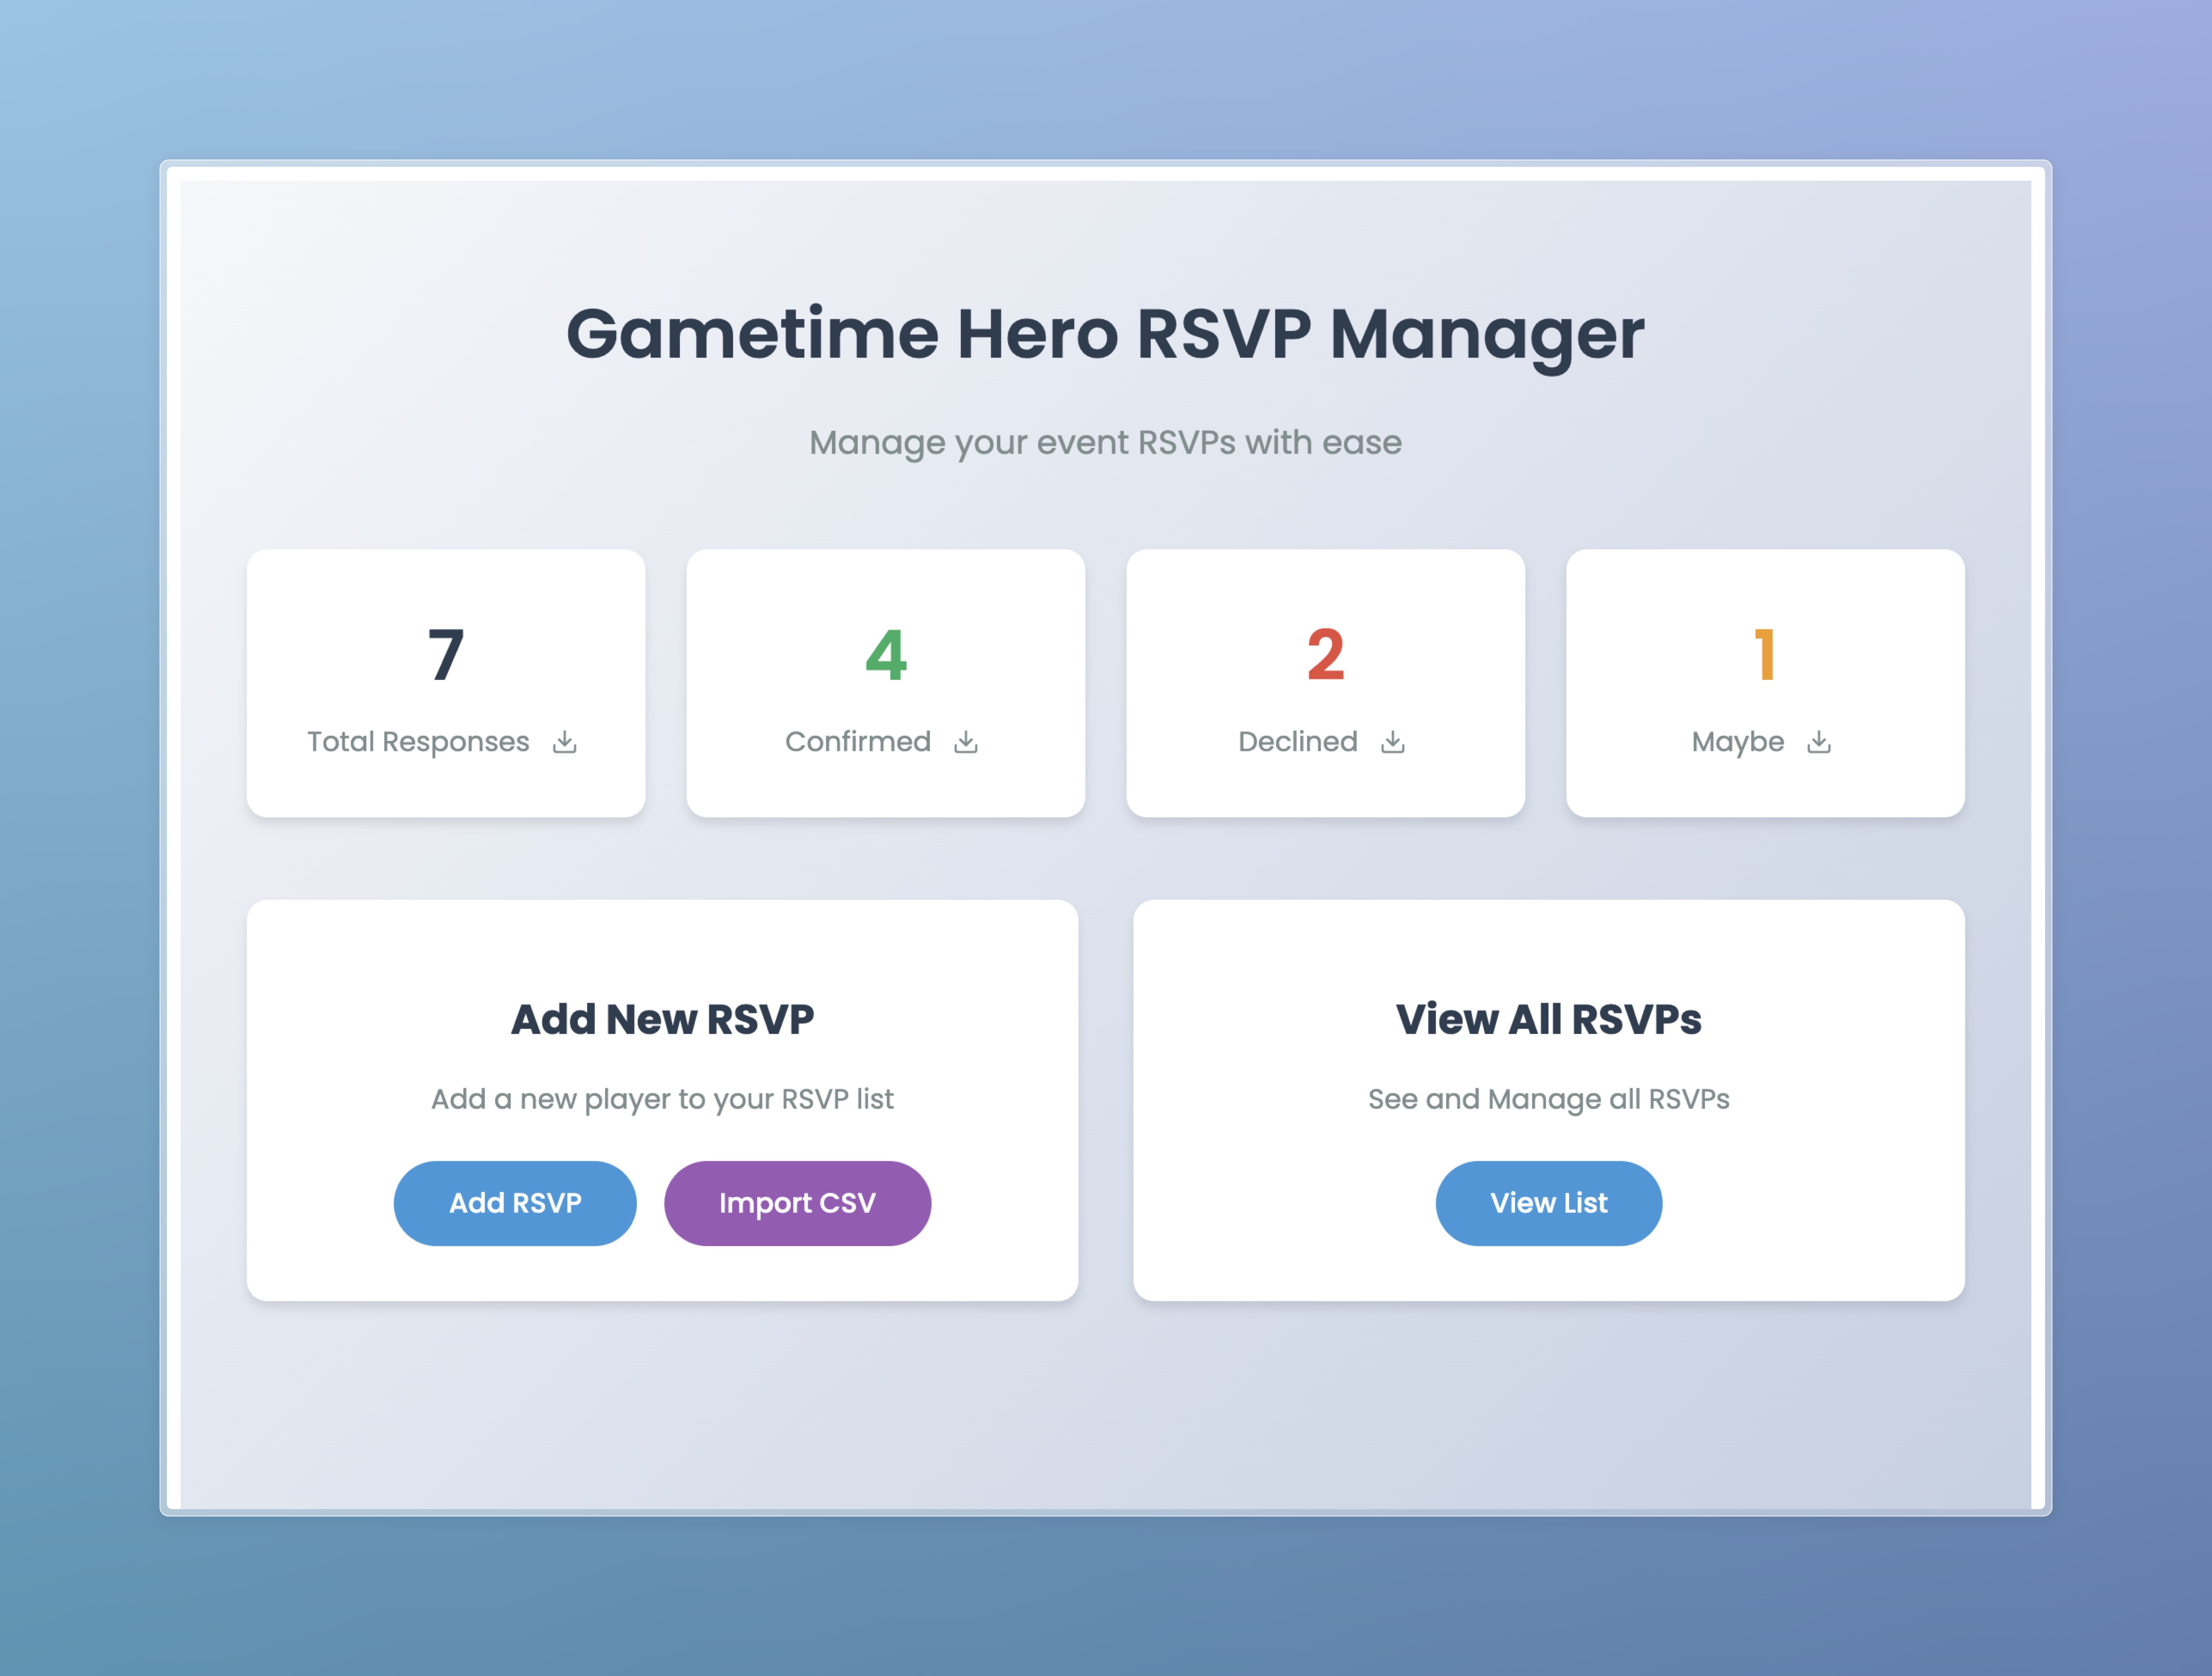 Gametime Hero RSVP Manager
Manage your event RSVPs with ease
7
4
2
1
Total Responses
Confirmed
Declined
Maybe
Add New RSVP
View All RSVPs
Add a new player to your RSVP list
See and Manage all RSVPs
Add RSVP
Import CSV
View List